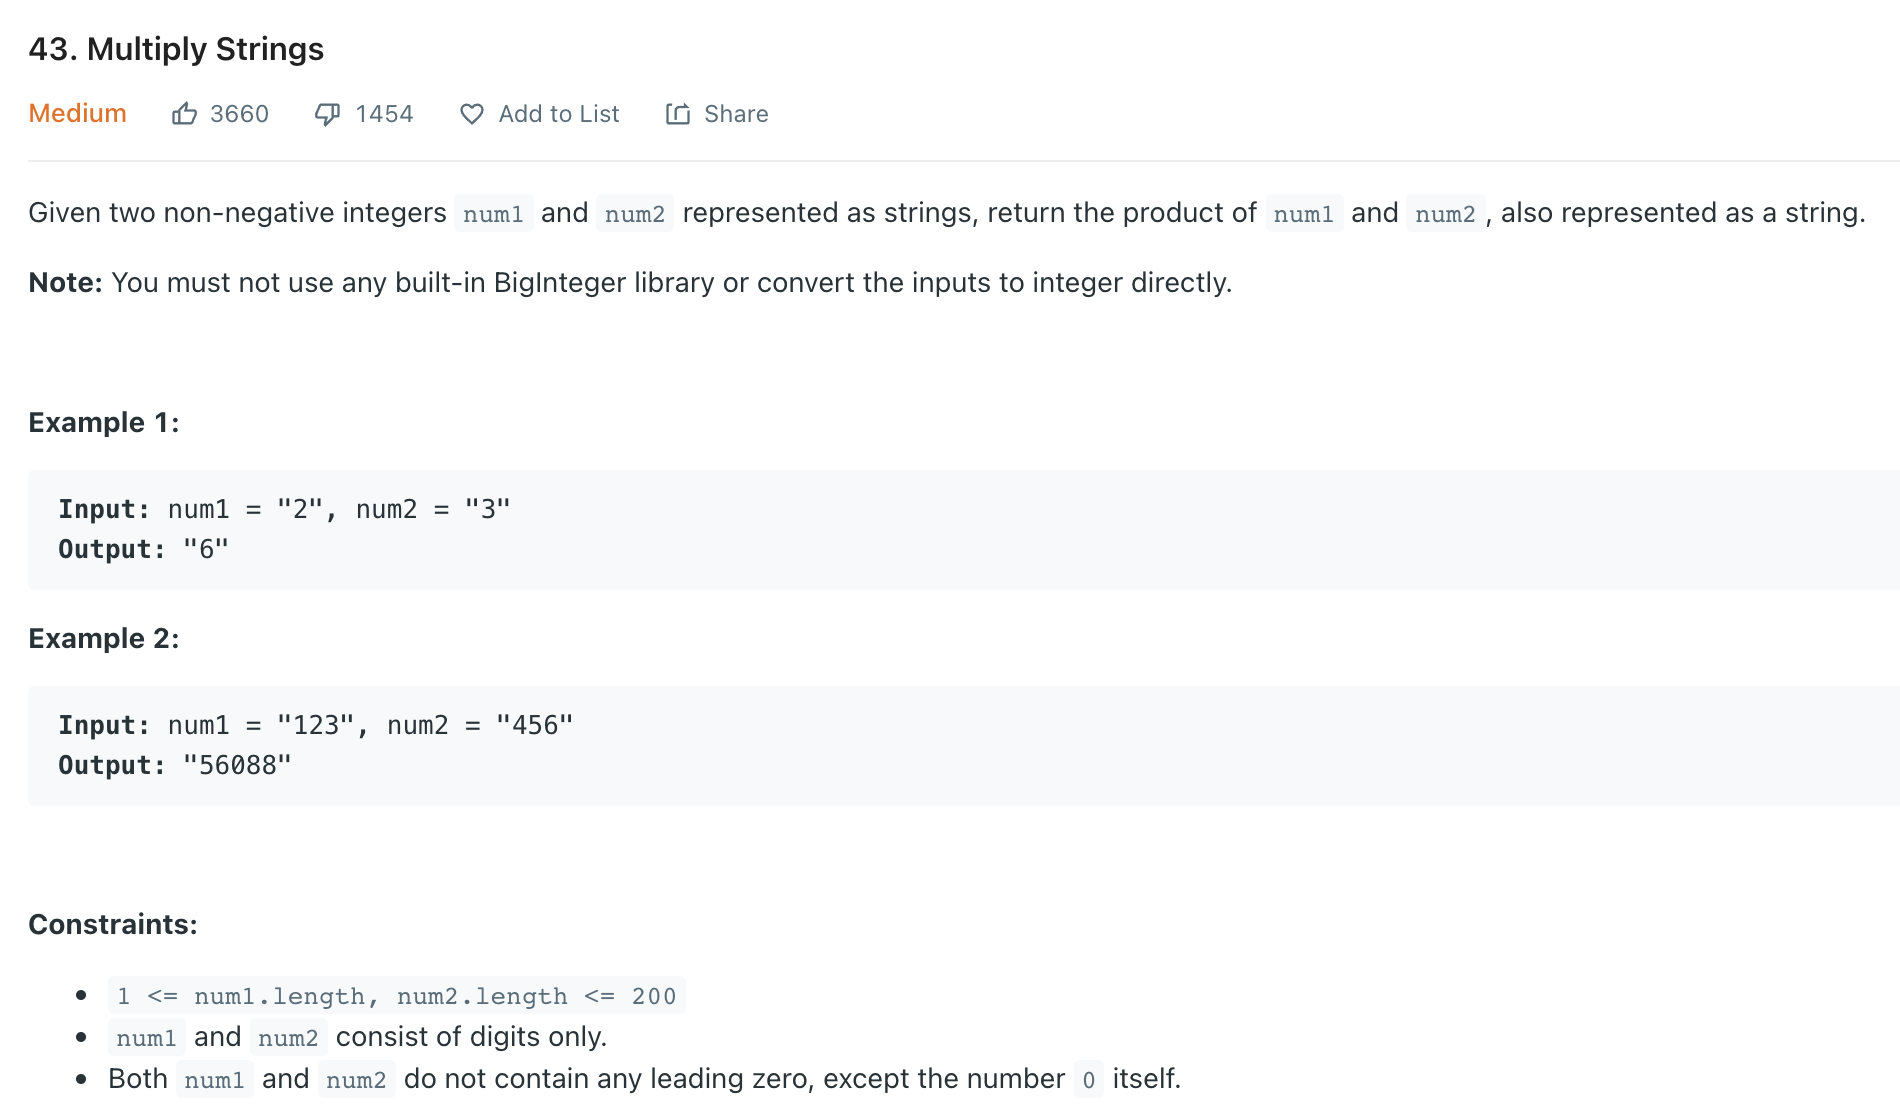 43. Multiply Strings
Medium 3660 1454 Add to List Share
Given two non-negative integers num1 and num2 represented as strings, return the product of num1 and num2, also represented as a string.
Note: You must not use any built-in BigInteger library or convert the inputs to integer directly.
Example 1:
Input: num1 = "2", num2 = "3"
Output: "6"
Example 2:
Input: num1 = "123", num2 = "456"
Output: "56088"
Constraints:
• 1 <= num1.length, num2.length <= 200
• num1 and num2 consist of digits only.
• Both num1 and num2 do not contain any leading zero, except the number 0 itself.